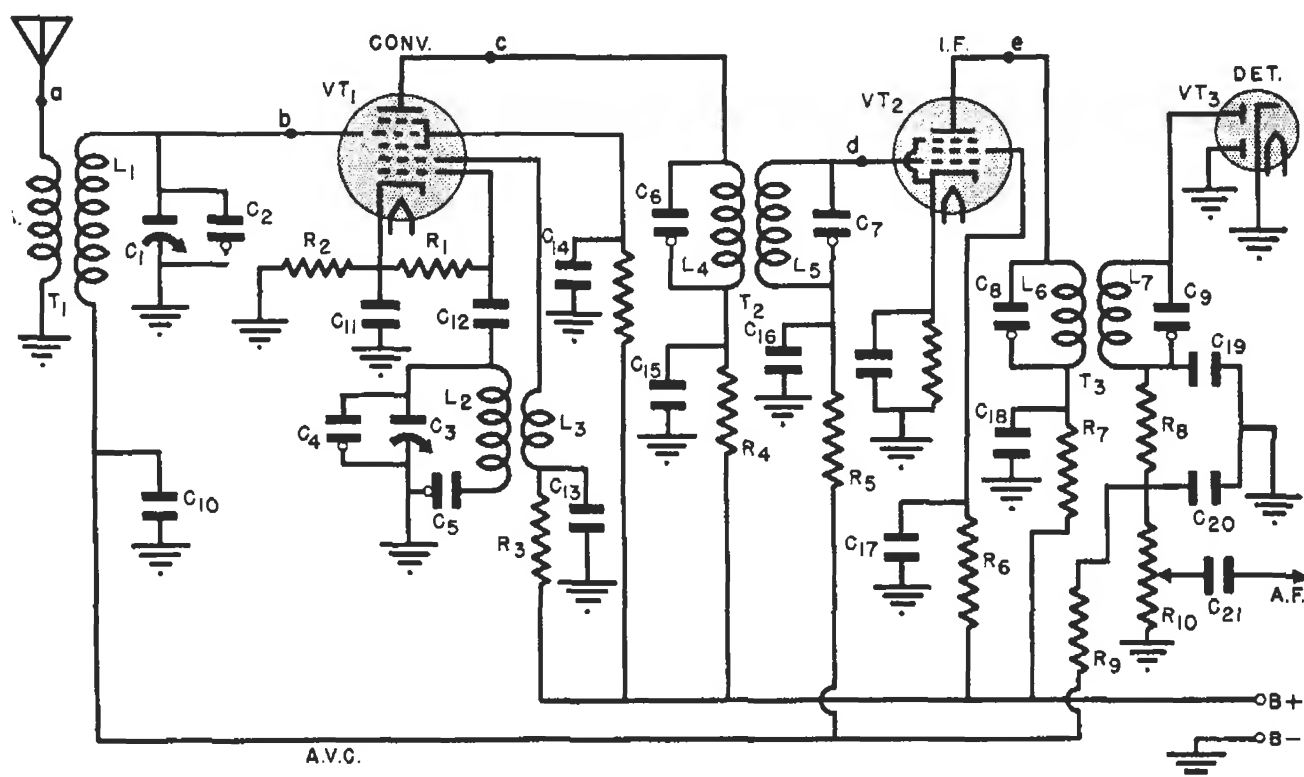 CONV.
c
I.F.
e
DET.
VT1
VT2
VT3
a
b
d
L1
C1
C2
T1
R2
R1
C11
C12
C14
C6
L4
L5
C7
T2
C15
C16
C8
L6
L7
C9
T3
C18
C19
L2
L3
C4
C3
C5
C13
C10
R3
R4
R5
C17
R6
R7
R8
C20
C21
A.F.
R10
R9
B+
A.V.C.
B-